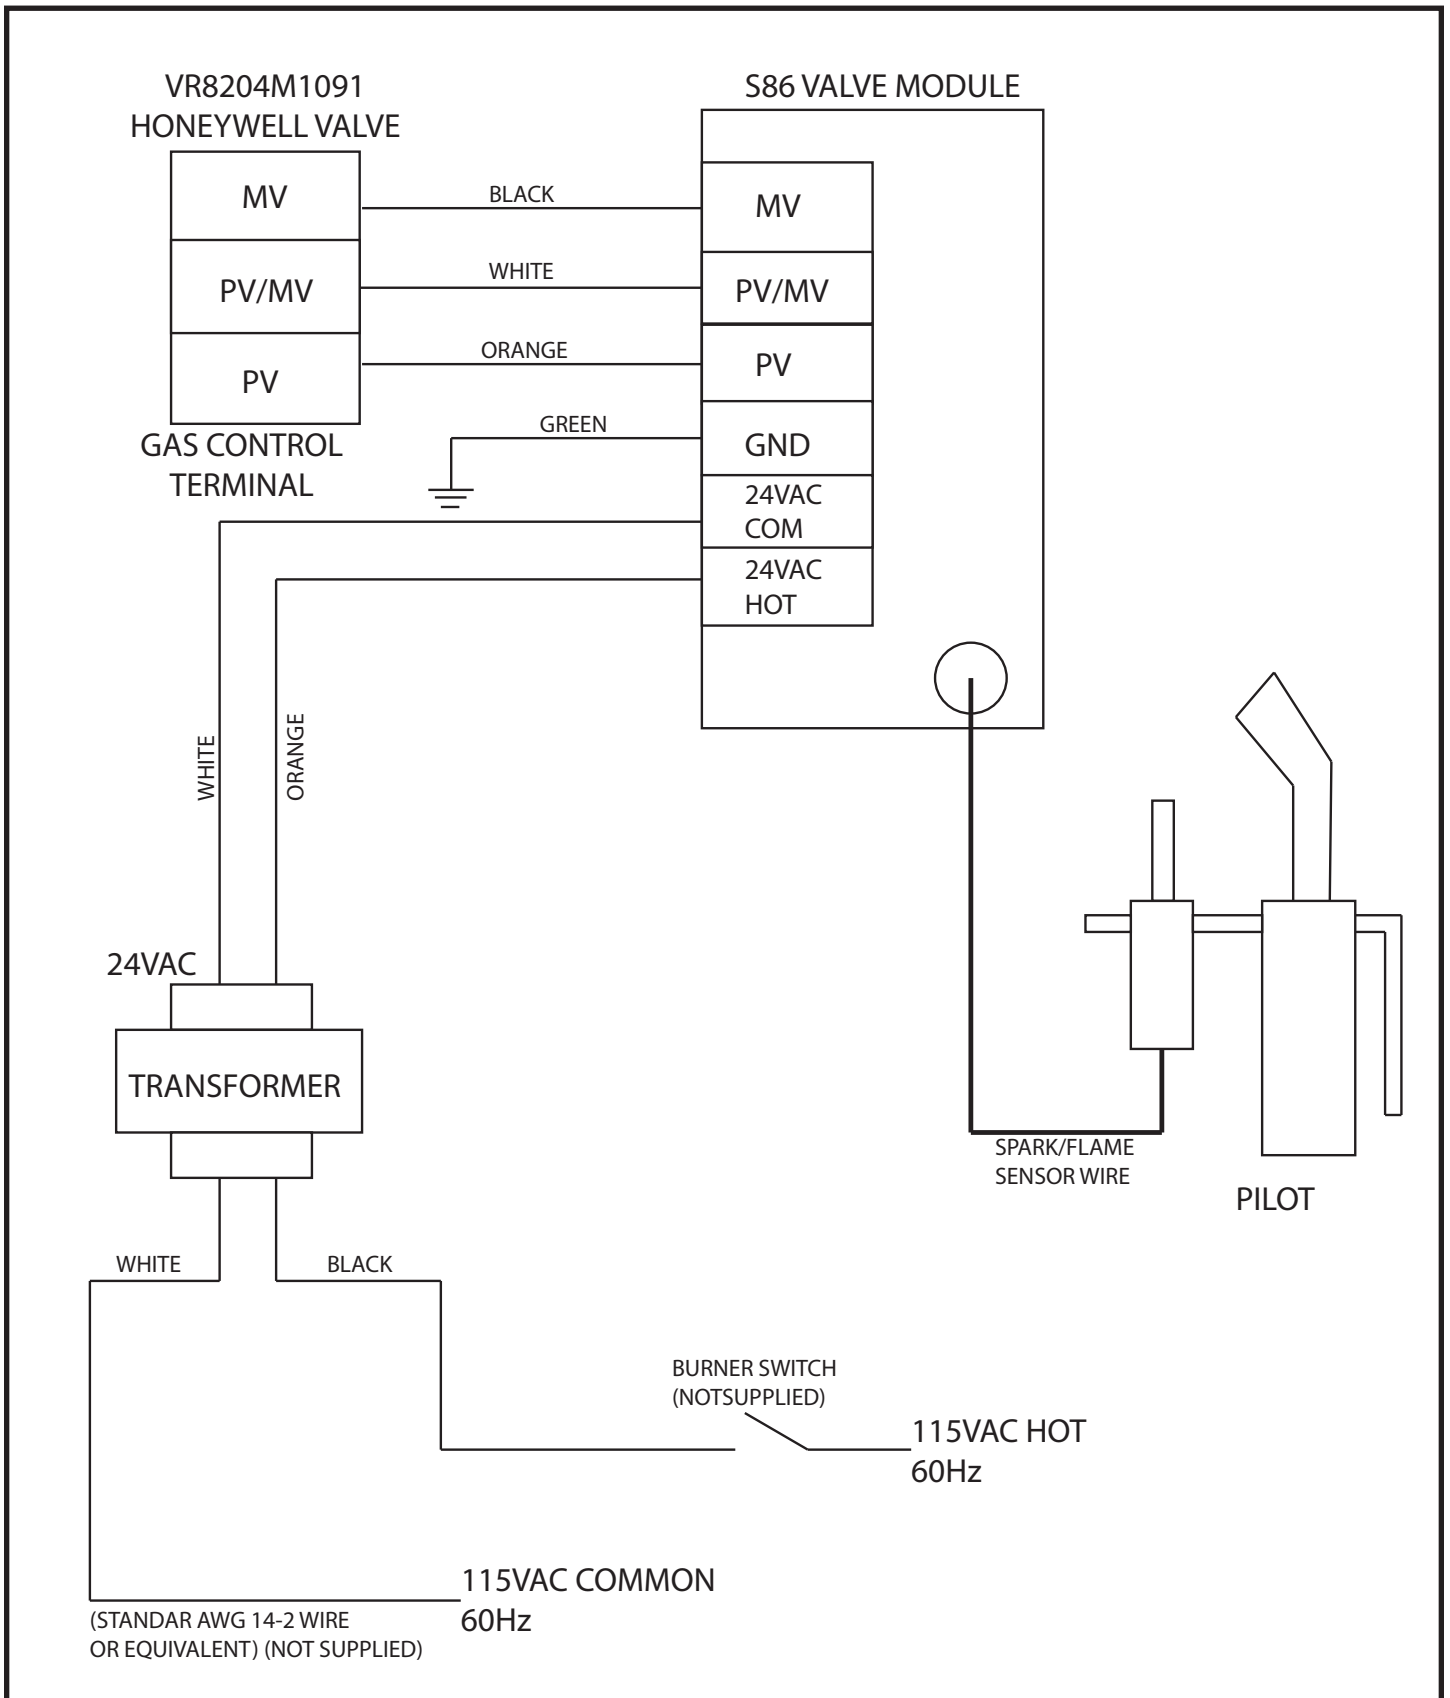 VR8204M1091
HONEYWELL VALVE
S86 VALVE MODULE
MV
BLACK
MV
PV/MV
WHITE
PV/MV
PV
ORANGE
PV
GAS CONTROL
TERMINAL
GREEN
GND
24VAC
COM
24VAC
HOT
WHITE
ORANGE
24VAC
TRANSFORMER
SPARK/FLAME
SENSOR WIRE
PILOT
WHITE
BLACK
BURNER SWITCH
(NOTSUPPLIED)
115VAC HOT
60Hz
115VAC COMMON
60Hz
(STANDAR AWG 14-2 WIRE
OR EQUIVALENT) (NOT SUPPLIED)